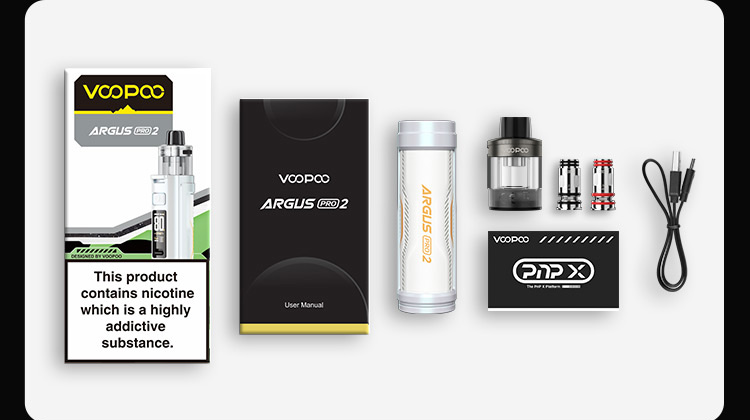 VOOPOO
ARGUS PRO 2
80
DESIGNED BY VOOPOO
This product
contains nicotine
which is a highly
addictive
substance.
VOOPOO
ARGUS PRO 2
User Manual
ARGUS PRO 2
VOOPOO
VOOPOO
PnP X
The PnP X Platform